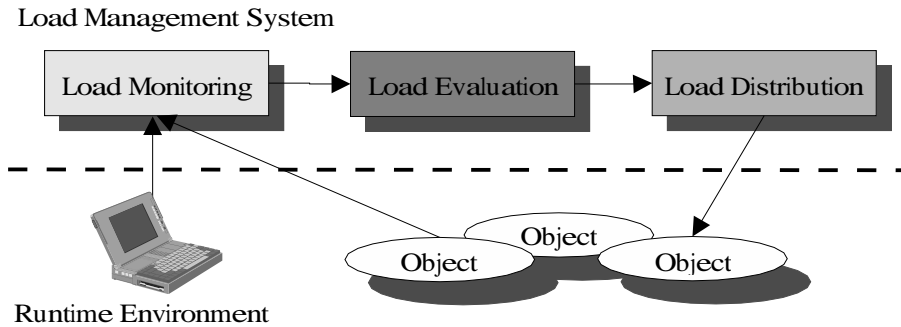 Load Management System
Load Monitoring
Load Evaluation
Load Distribution
Object
Object
Object
Runtime Environment